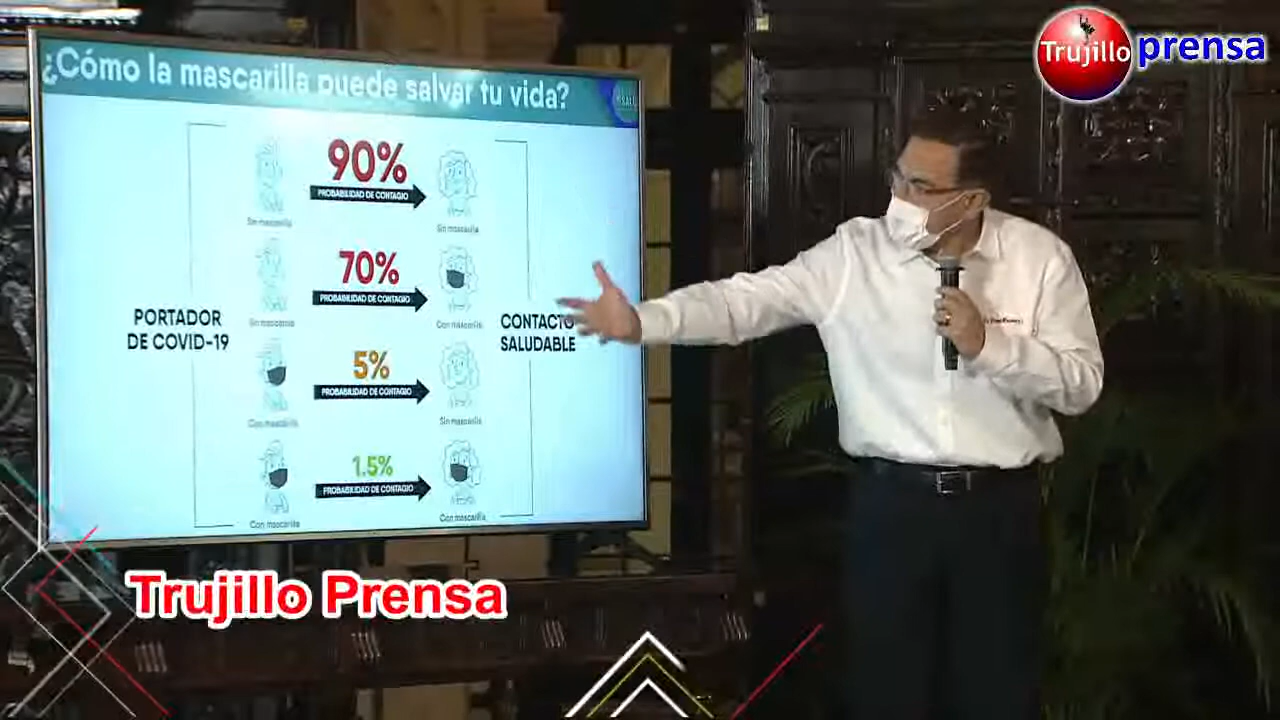 Trujillo prensa
¿Cómo la mascarilla puede salvar tu vida?
90%
PROBABILIDAD DE CONTAGIO
Sin mascarilla
Sin mascarilla
70%
PROBABILIDAD DE CONTAGIO
Sin mascarilla
Con mascarilla
PORTADOR
DE COVID-19
CONTACTO
SALUDABLE
5%
PROBABILIDAD DE CONTAGIO
Con mascarilla
Sin mascarilla
1.5%
PROBABILIDAD DE CONTAGIO
Con mascarilla
Con mascarilla
Trujillo Prensa